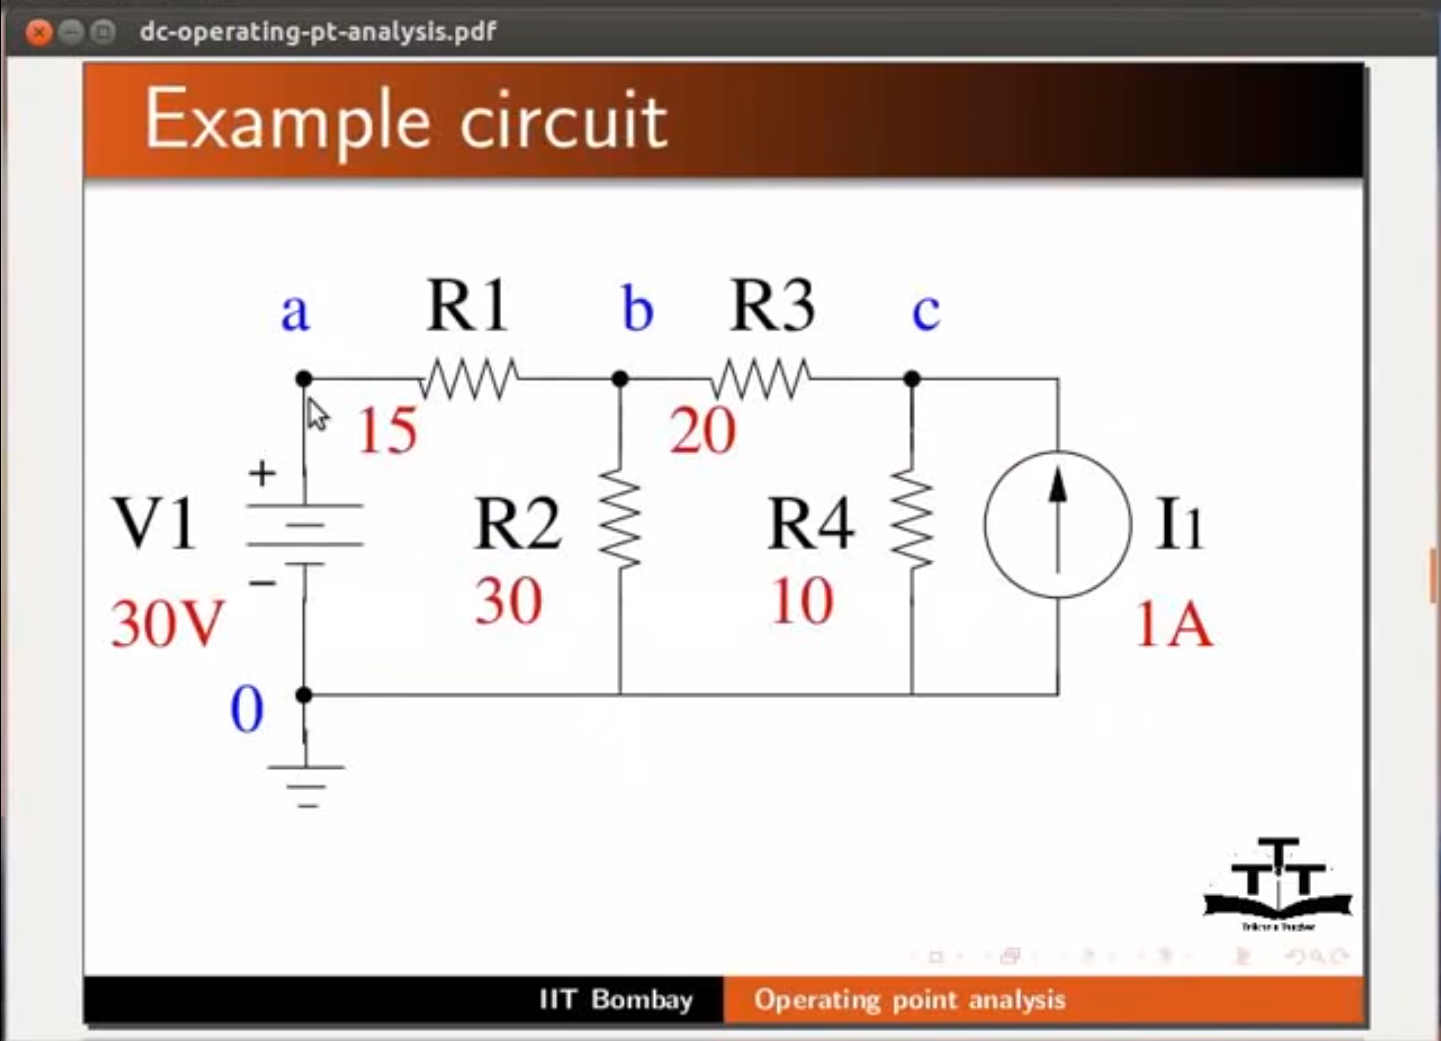 dc-operating-pt-analysis.pdf
Example circuit
a R1 b R3 c
15 20
+
V1 R2 R4 I1
−
30V 30 10 1A
0
TTT
IIT Bombay Operating point analysis